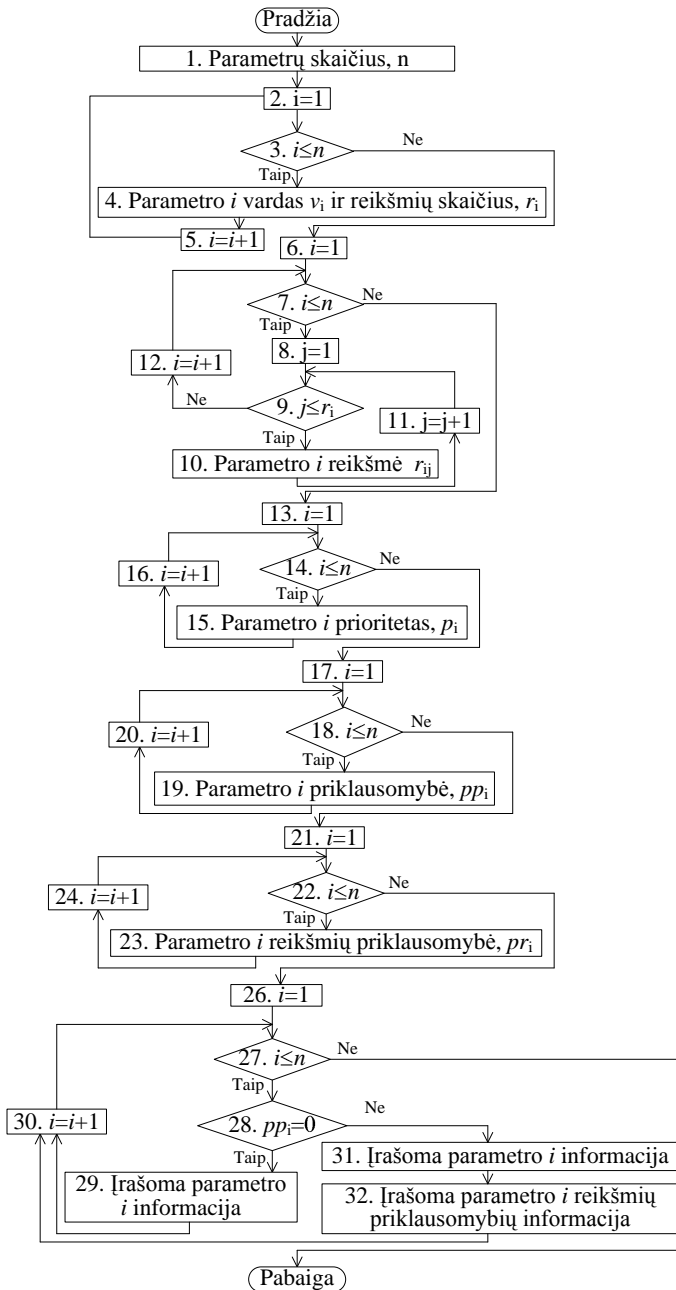 Pradžia
1. Parametrų skaičius, n
2. i=1
3. i≤n
Ne
Taip
4. Parametro i vardas vi ir reikšmių skaičius, ri
5. i=i+1
6. i=1
7. i≤n
Ne
Taip
8. j=1
12. i=i+1
9. j≤ri
Ne
11. j=j+1
Taip
10. Parametro i reikšmė rij
13. i=1
14. i≤n
Ne
16. i=i+1
Taip
15. Parametro i prioritetas, pi
17. i=1
18. i≤n
Ne
20. i=i+1
Taip
19. Parametro i priklausomybė, ppi
21. i=1
22. i≤n
Ne
24. i=i+1
Taip
23. Parametro i reikšmių priklausomybė, pri
26. i=1
27. i≤n
Ne
Taip
30. i=i+1
28. ppi=0
Ne
Taip
31. Įrašoma parametro i informacija
29. Įrašoma parametro
i informacija
32. Įrašoma parametro i reikšmių
priklausomybių informacija
Pabaiga